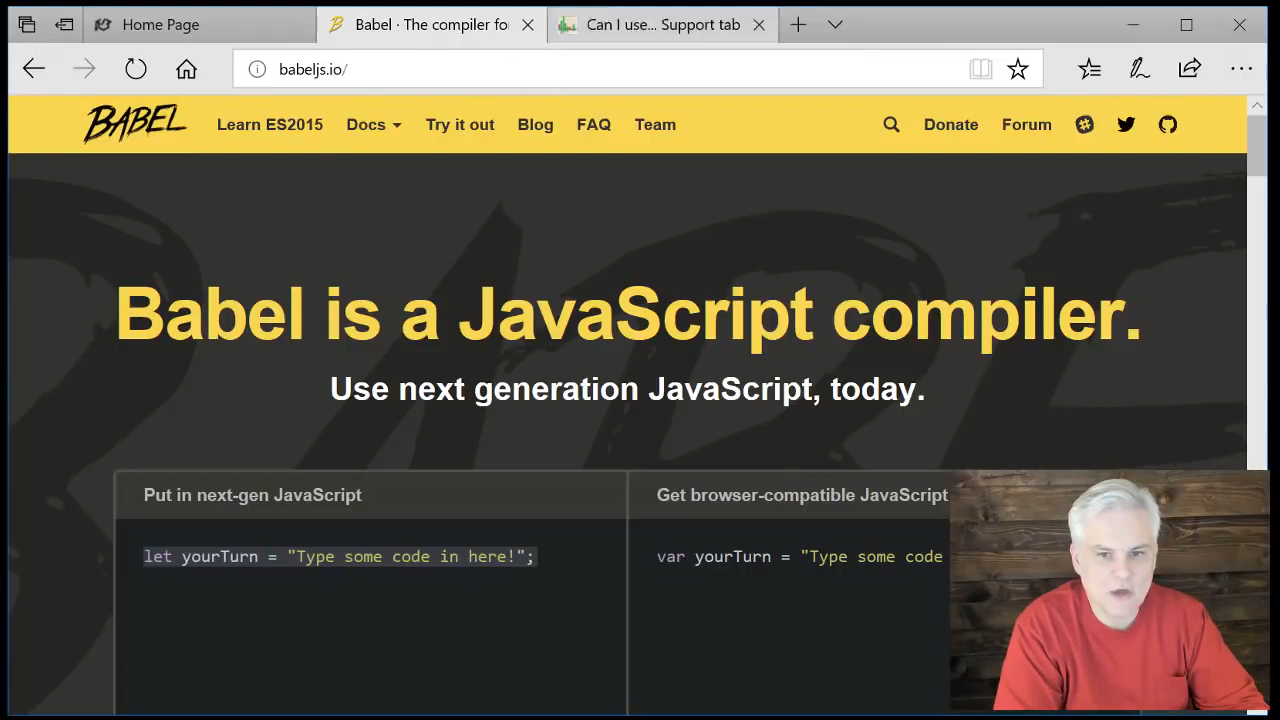 Home Page
Babel · The compiler for
Can I use... Support tab
babeljs.io/
BABEL
Learn ES2015 Docs Try it out Blog FAQ Team Donate Forum
Babel is a JavaScript compiler.
Use next generation JavaScript, today.
Put in next-gen JavaScript
Get browser-compatible JavaScript
let yourTurn = "Type some code in here!";
var yourTurn = "Type some code